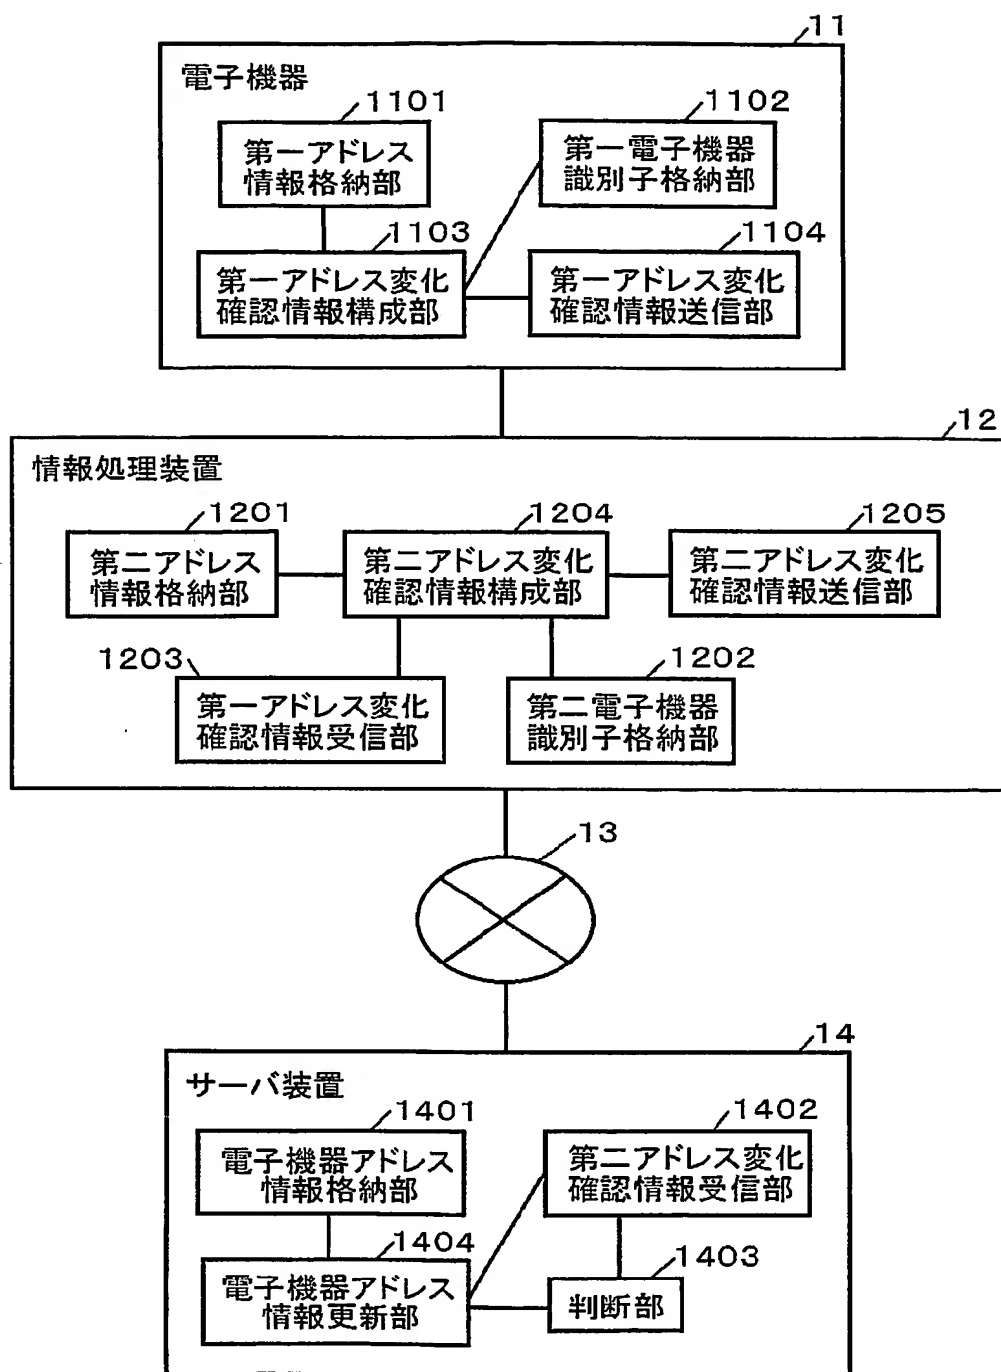 11
電子機器
1101
第一アドレス
情報格納部
1102
第一電子機器
識別子格納部
1103
第一アドレス変化
確認情報構成部
1104
第一アドレス変化
確認情報送信部
12
情報処理装置
1201
第二アドレス
情報格納部
1204
第二アドレス変化
確認情報構成部
1205
第二アドレス変化
確認情報送信部
1203
第一アドレス変化
確認情報受信部
1202
第二電子機器
識別子格納部
13
14
サーバ装置
1401
電子機器アドレス
情報格納部
1402
第二アドレス変化
確認情報受信部
1404
電子機器アドレス
情報更新部
1403
判断部